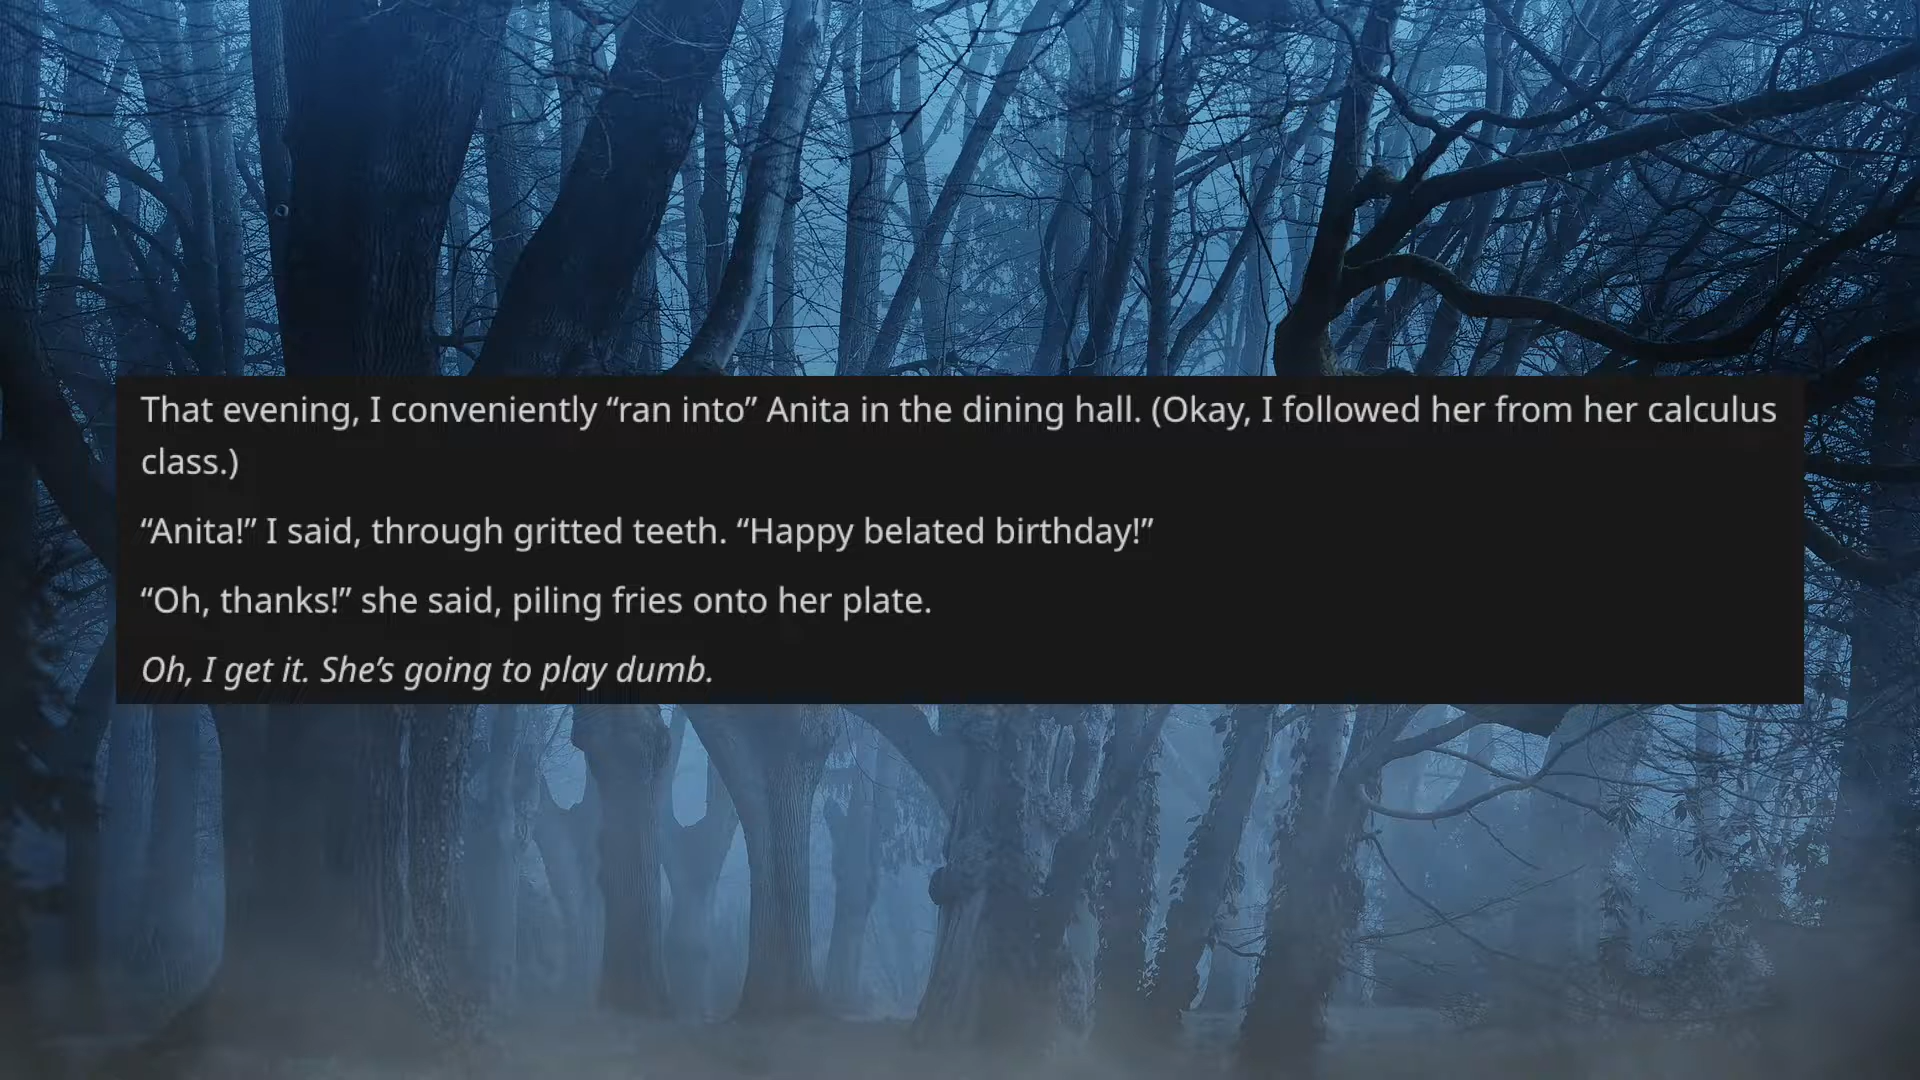 That evening, I conveniently “ran into” Anita in the dining hall. (Okay, I followed her from her calculus
class.)
“Anita!” I said, through gritted teeth. “Happy belated birthday!”
“Oh, thanks!” she said, piling fries onto her plate.
Oh, I get it. She’s going to play dumb.